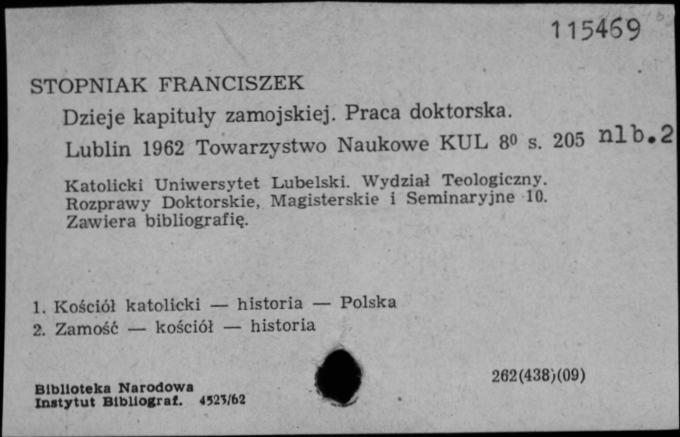 115469
STOPNIAK FRANCISZEK
Dzieje kapituły zamojskiej. Praca doktorska.
Lublin 1962 Towarzystwo Naukowe KUL 8⁰ s. 205 nlb.2
Katolicki Uniwersytet Lubelski. Wydział Teologiczny.
Rozprawy Doktorskie, Magisterskie i Seminaryjne 10.
Zawiera bibliografię.
1. Kościół katolicki — historia — Polska
2. Zamość — kościół — historia
262(438)(09)
Biblioteka Narodowa
Instytut Bibliograf. 4523/62